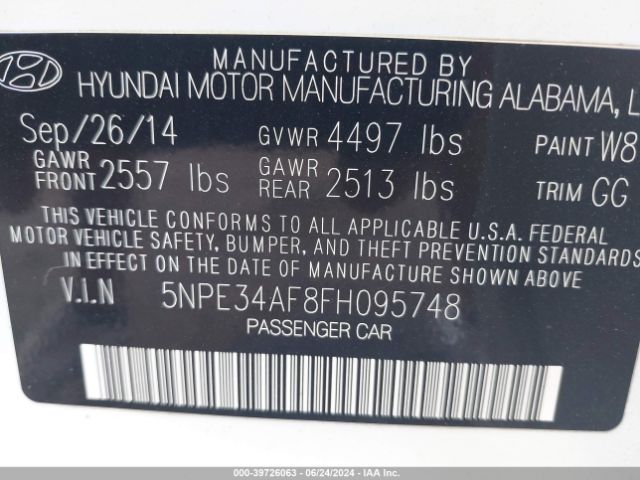 MANUFACTURED BY
HYUNDAI MOTOR MANUFACTURING ALABAMA, L
Sep/26/14 GVWR 4497 lbs PAINT W8
GAWR FRONT 2557 lbs GAWR REAR 2513 lbs TRIM GG
THIS VEHICLE CONFORMS TO ALL APPLICABLE U.S.A. FEDERAL
MOTOR VEHICLE SAFETY, BUMPER, AND THEFT PREVENTION STANDARDS
IN EFFECT ON THE DATE OF MANUFACTURE SHOWN ABOVE.
V.I.N 5NPE34AF8FH095748
PASSENGER CAR
000-39726063 - 06/24/2024 - IAAI.com